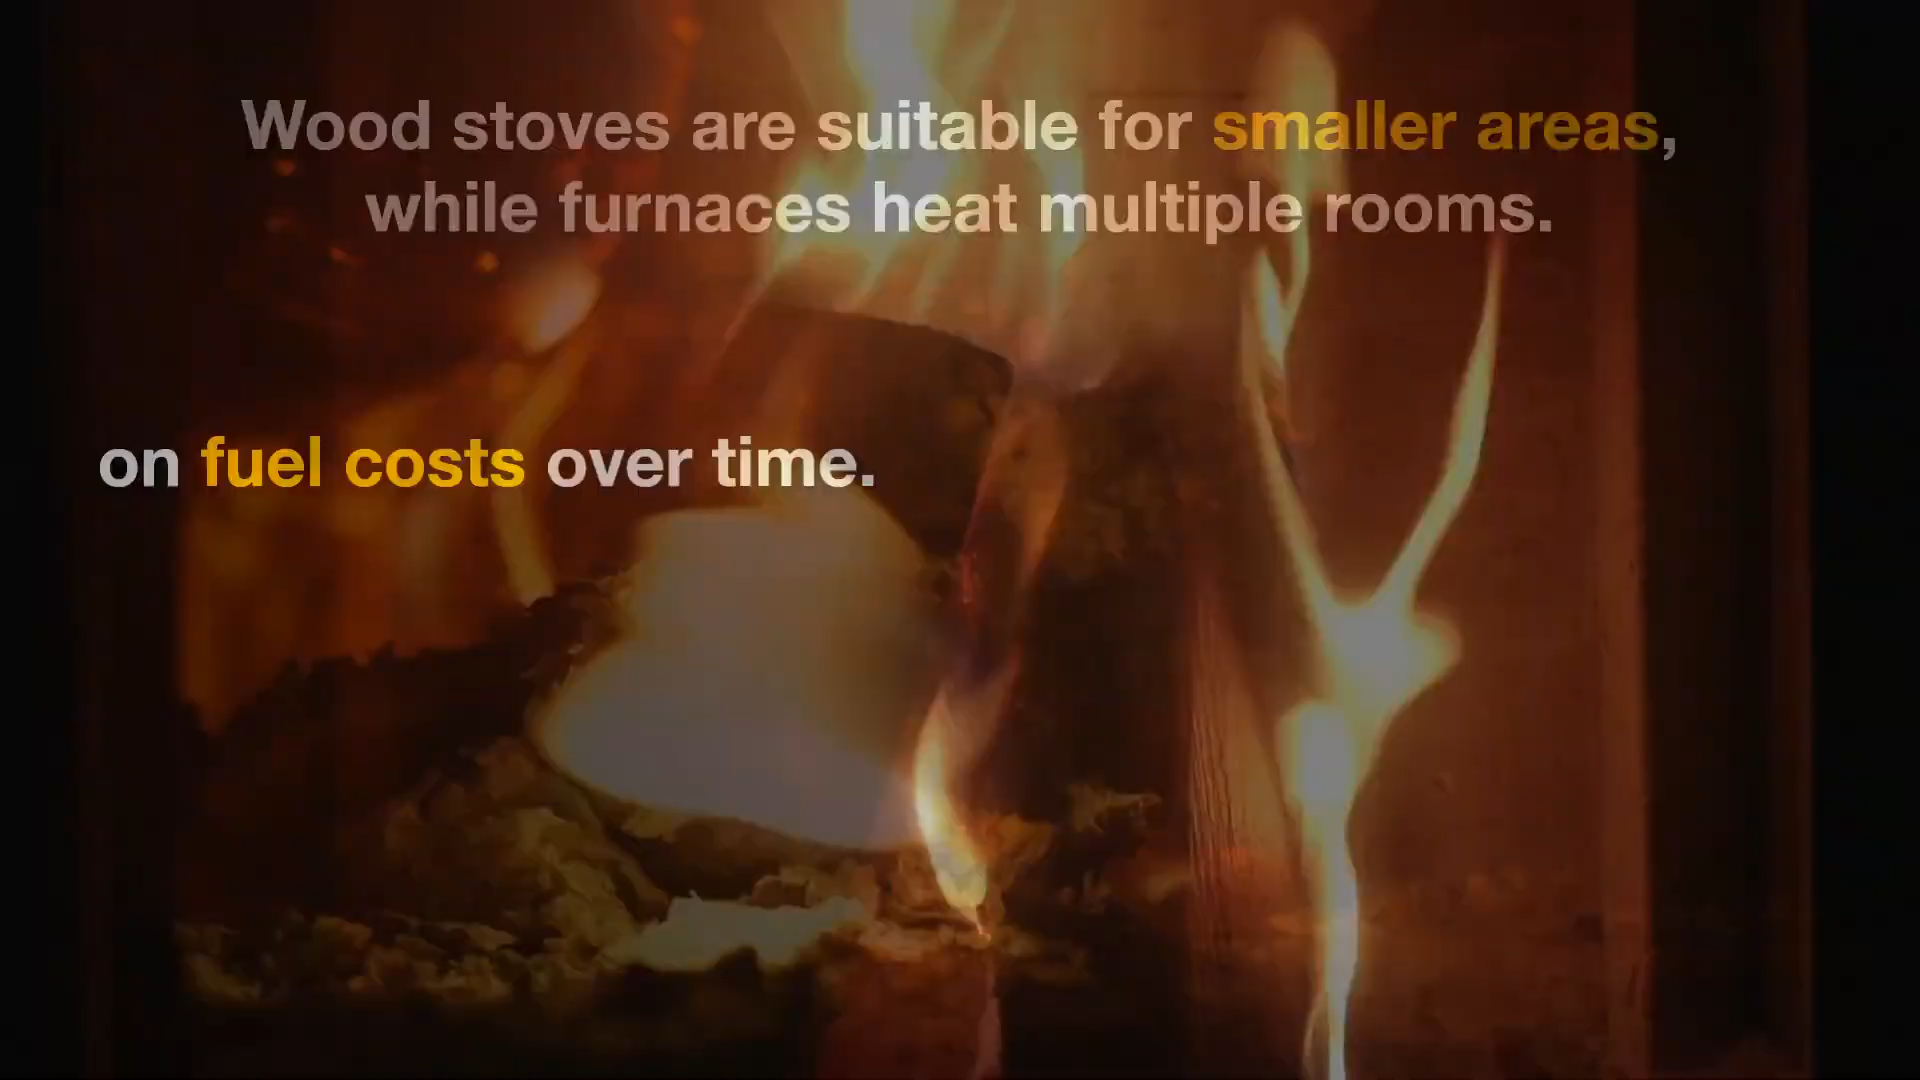 Wood stoves are suitable for smaller areas,
while furnaces heat multiple rooms.
on fuel costs over time.